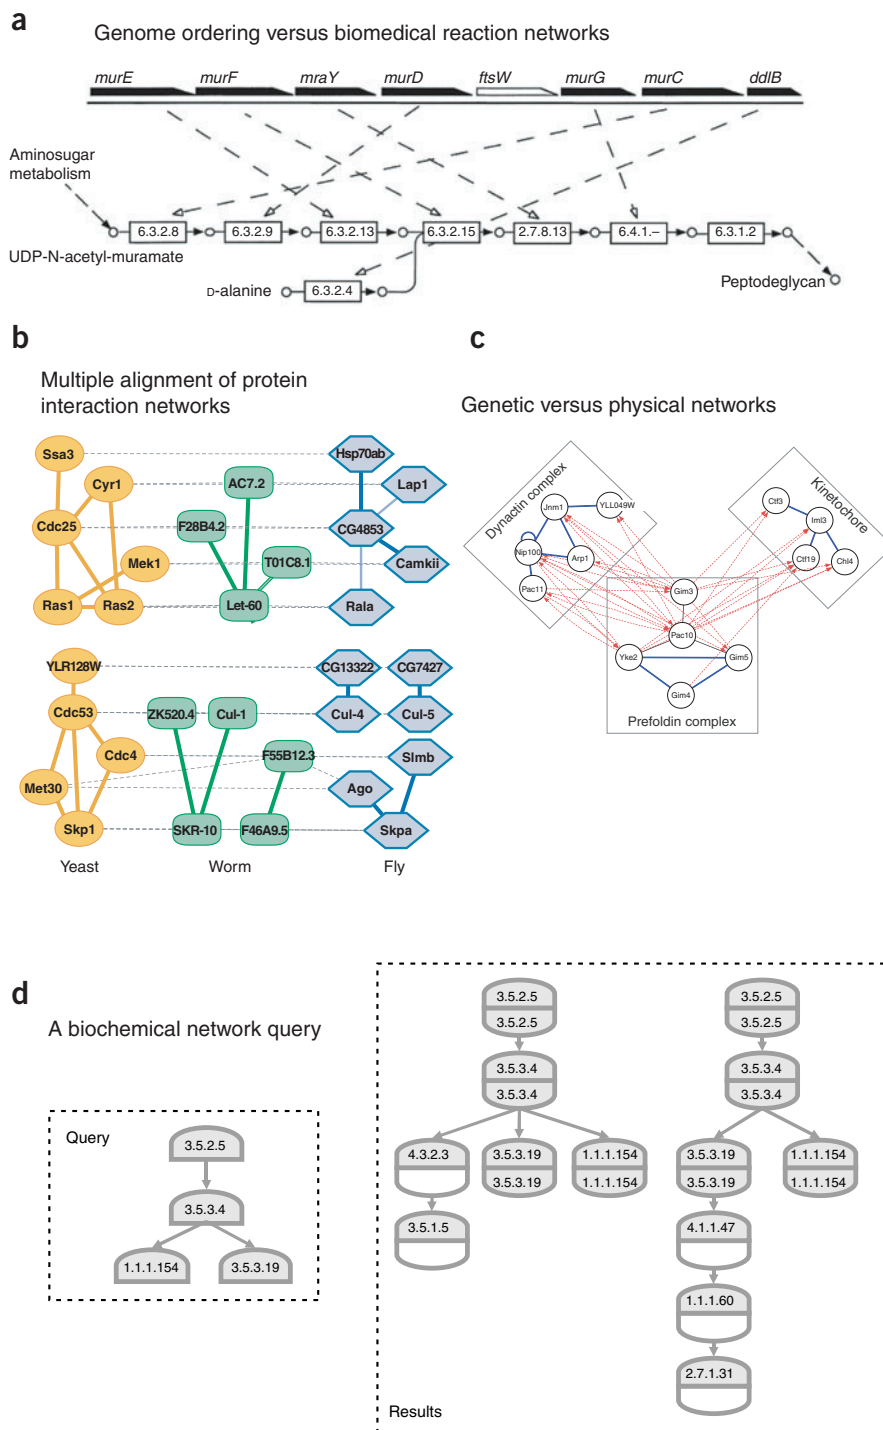 a
Genome ordering versus biomedical reaction networks
murE murF mraY murD ftsW murG murC ddlB
Aminosugar
metabolism
6.3.2.8 6.3.2.9 6.3.2.13 6.3.2.15 2.7.8.13 6.4.1.– 6.3.1.2
UDP-N-acetyl-muramate
D-alanine 6.3.2.4
Peptodeglycan
b
Multiple alignment of protein
interaction networks
Ssa3 Hsp70ab
Cyr1 AC7.2 Lap1
Cdc25 F28B4.2 CG4853
Mek1 T01C8.1 Camkii
Ras1 Ras2 Let-60 Rala
YLR128W CG13322 CG7427
Cdc53 ZK520.4 Cul-1 Cul-4 Cul-5
Cdc4 F55B12.3 Slmb
Met30 Ago
Skp1 SKR-10 F46A9.5 Skpa
Yeast Worm Fly
c
Genetic versus physical networks
Dynactin complex
Jnm1 YLL049W
Nip100 Arp1
Pac11
Kinetochore
Ctf3
Iml3
Ctf19 Chl4
Gim3
Pac10
Yke2 Gim5
Gim4
Prefoldin complex
d
A biochemical network query
Query
3.5.2.5
3.5.3.4
1.1.1.154 3.5.3.19
3.5.2.5 3.5.2.5
3.5.2.5 3.5.2.5
3.5.3.4 3.5.3.4
3.5.3.4 3.5.3.4
4.3.2.3 3.5.3.19 1.1.1.154 3.5.3.19 1.1.1.154
3.5.3.19 1.1.1.154 3.5.3.19 1.1.1.154
3.5.1.5 4.1.1.47
1.1.1.60
2.7.1.31
Results